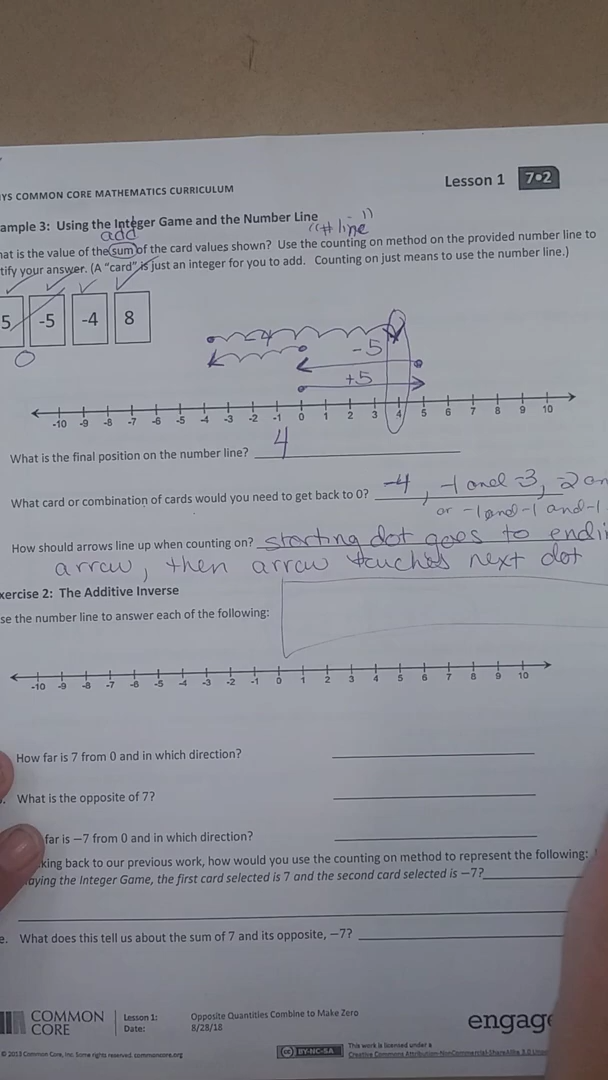 NYS COMMON CORE MATHEMATICS CURRICULUM
Lesson 1 7•2
ample 3: Using the Integer Game and the Number Line
add "# line"
hat is the value of the sum of the card values shown? Use the counting on method on the provided number line to
tify your answer. (A "card" is just an integer for you to add. Counting on just means to use the number line.)
5 -5 -4 8
0
-4
-5
+5
-10 -9 -8 -7 -6 -5 -4 -3 -2 -1 0 1 2 3 4 5 6 7 8 9 10
What is the final position on the number line? 4
What card or combination of cards would you need to get back to 0? -4, -1 and -3, -2 an
or -1 and -1 and -1
How should arrows line up when counting on? starting dot goes to endi
arrow, then arrow touches next dot
xercise 2: The Additive Inverse
se the number line to answer each of the following:
-10 -9 -8 -7 -6 -5 -4 -3 -2 -1 0 1 2 3 4 5 6 7 8 9 10
How far is 7 from 0 and in which direction?
What is the opposite of 7?
far is −7 from 0 and in which direction?
king back to our previous work, how would you use the counting on method to represent the following:
aying the Integer Game, the first card selected is 7 and the second card selected is −7?
e. What does this tell us about the sum of 7 and its opposite, −7?
COMMON CORE
Lesson 1: Opposite Quantities Combine to Make Zero
Date: 8/28/18
engage
© 2013 Common Core, Inc. Some rights reserved. commoncore.org
(cc) BY-NC-SA
This work is licensed under a
Creative Commons Attribution-NonCommercial-ShareAlike 3.0